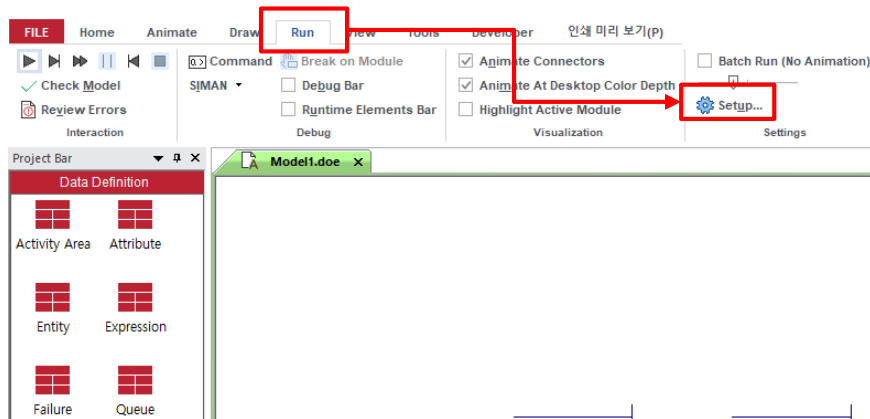 FILE Home Animate Draw Run View Tools Developer 인쇄 미리 보기(P)
Command Break on Module Animate Connectors Batch Run (No Animation)
Check Model SIMAN Debug Bar Animate At Desktop Color Depth
Review Errors Runtime Elements Bar Highlight Active Module Setup...
Interaction Debug Visualization Settings
Project Bar Model1.doe
Data Definition
Activity Area Attribute
Entity Expression
Failure Queue